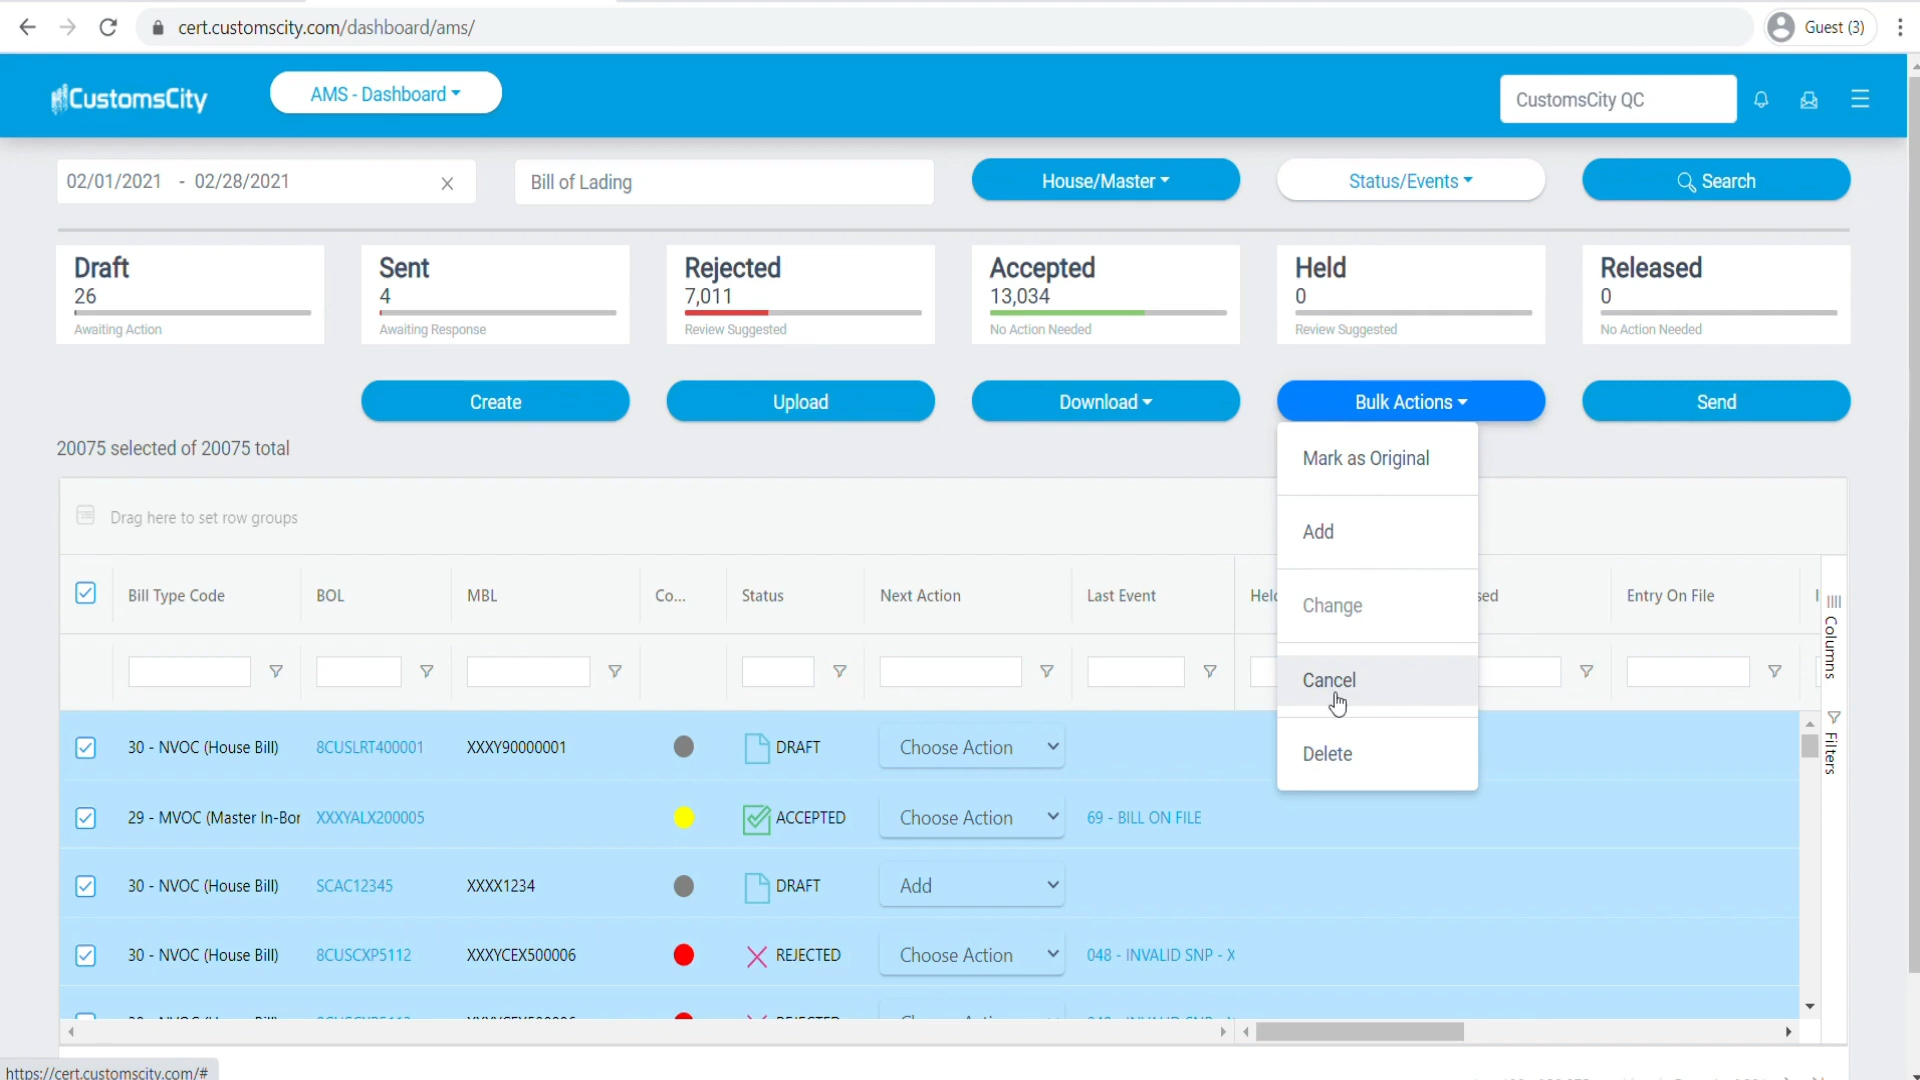 cert.customscity.com/dashboard/ams/
Guest (3)
CustomsCity
AMS - Dashboard
CustomsCity QC
02/01/2021 - 02/28/2021
Bill of Lading
House/Master
Status/Events
Search
Draft
26
Awaiting Action
Sent
4
Awaiting Response
Rejected
7,011
Review Suggested
Accepted
13,034
No Action Needed
Held
0
Review Suggested
Released
0
No Action Needed
Create
Upload
Download
Bulk Actions
Send
20075 selected of 20075 total
Mark as Original
Add
Change
Cancel
Delete
Drag here to set row groups
Bill Type Code BOL MBL Co... Status Next Action Last Event Entry On File
Columns
Filters
30 - NVOC (House Bill) 8CUSLRT400001 XXXY90000001 DRAFT Choose Action
29 - MVOC (Master In-Bor XXXYALX200005 ACCEPTED Choose Action 69 - BILL ON FILE
30 - NVOC (House Bill) SCAC12345 XXXX1234 DRAFT Add
30 - NVOC (House Bill) 8CUSCXP5112 XXXYCEX500006 REJECTED Choose Action 048 - INVALID SNP - X
https://cert.customscity.com/#